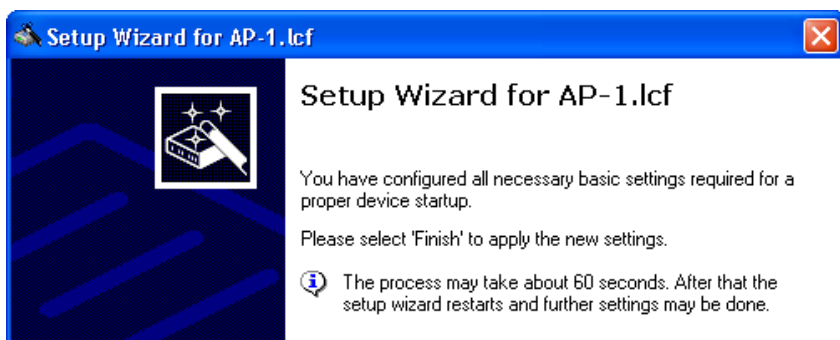 Setup Wizard for AP-1.lcf
Setup Wizard for AP-1.lcf
You have configured all necessary basic settings required for a
proper device startup.
Please select 'Finish' to apply the new settings.
The process may take about 60 seconds. After that the
setup wizard restarts and further settings may be done.